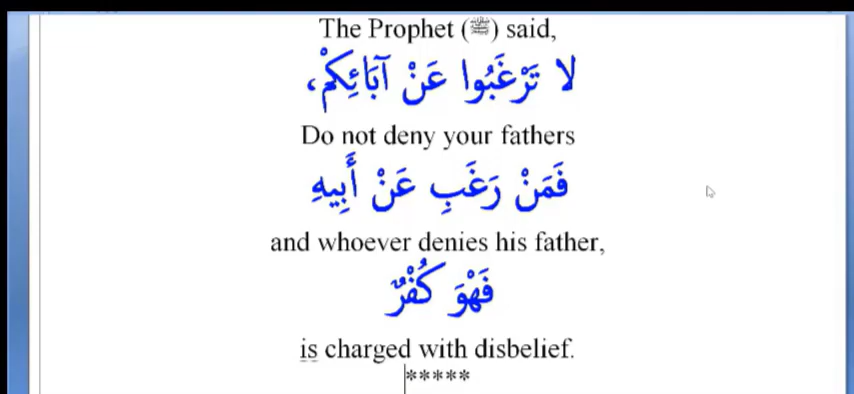 The Prophet (ﷺ) said,
لا تَرْغَبُوا عَنْ آبَائِكُمْ،
Do not deny your fathers
فَمَنْ رَغَبِ عَنْ أَبِيهِ
and whoever denies his father,
فَهْوَ كُفْرٌ
is charged with disbelief.
*****